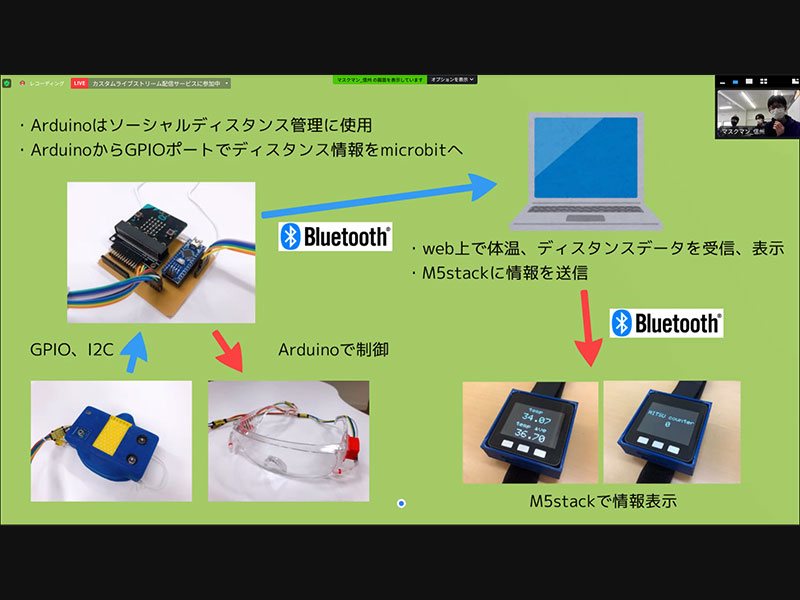 レコーディング
LIVE カスタムライブストリーム配信サービスに参加中
マスクマン_信州 の画面を表示しています
オプションを表示
マスクマン_信州
・Arduinoはソーシャルディスタンス管理に使用
・ArduinoからGPIOポートでディスタンス情報をmicrobitへ
Bluetooth®
・web上で体温、ディスタンスデータを受信、表示
・M5stackに情報を送信
Bluetooth®
GPIO、I2C
Arduinoで制御
Temp
34.07
temp ave
36.70
MITSU counter
0
M5stackで情報表示